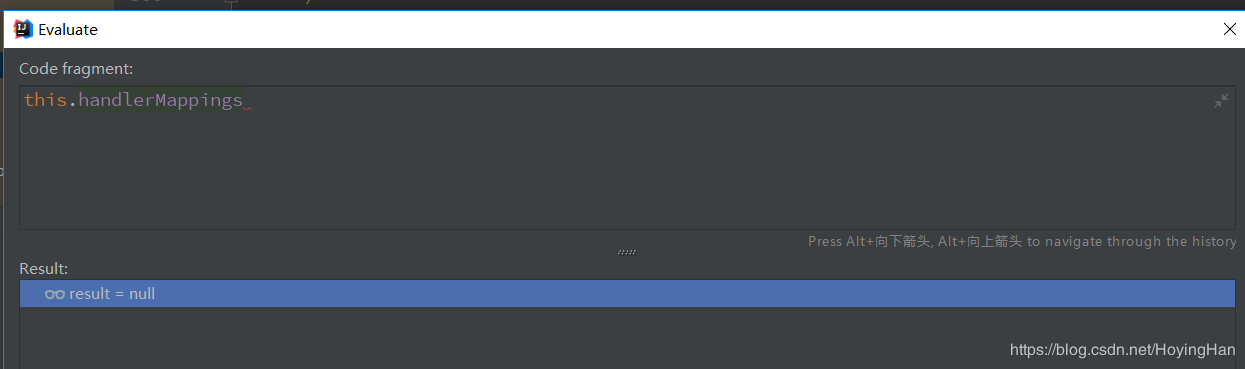 Evaluate
Code fragment:
this.handlerMappings
Press Alt+向下箭头, Alt+向上箭头 to navigate through the history
Result:
result = null
https://blog.csdn.net/HoyingHan